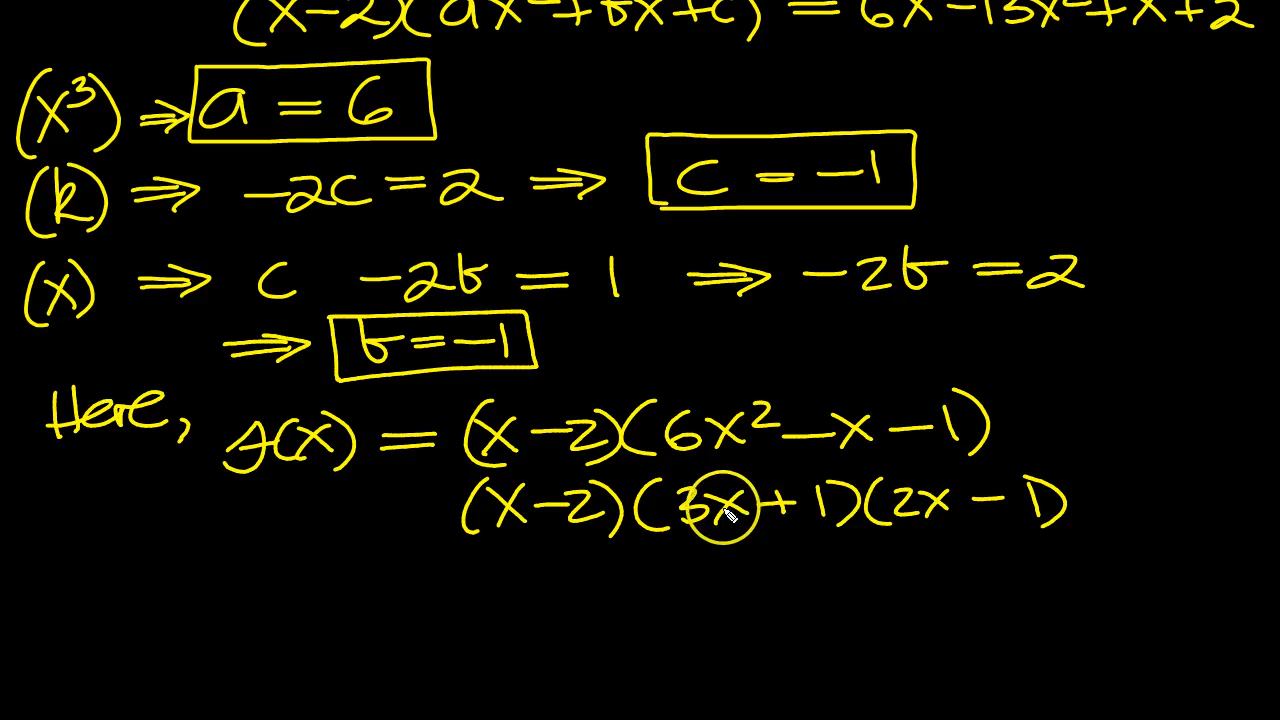 (x-2)(ax²+bx+c) = 6x³-13x²+x+2
(x³) ⇒ a = 6
(k) ⇒ -2c = 2 ⇒ c = -1
(x) ⇒ c -2b = 1 ⇒ -2b = 2
⇒ b = -1
Here, f(x) = (x-2)(6x²-x-1)
(x-2)(3x+1)(2x-1)